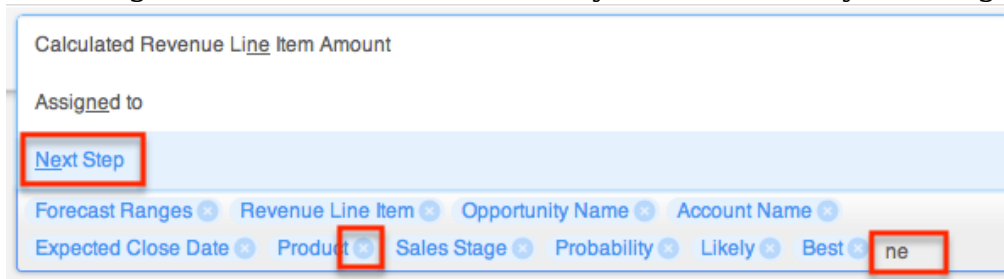 Calculated Revenue Line Item Amount
Assigned to
Next Step
Forecast Ranges Revenue Line Item Opportunity Name Account Name
Expected Close Date Product Sales Stage Probability Likely Best ne